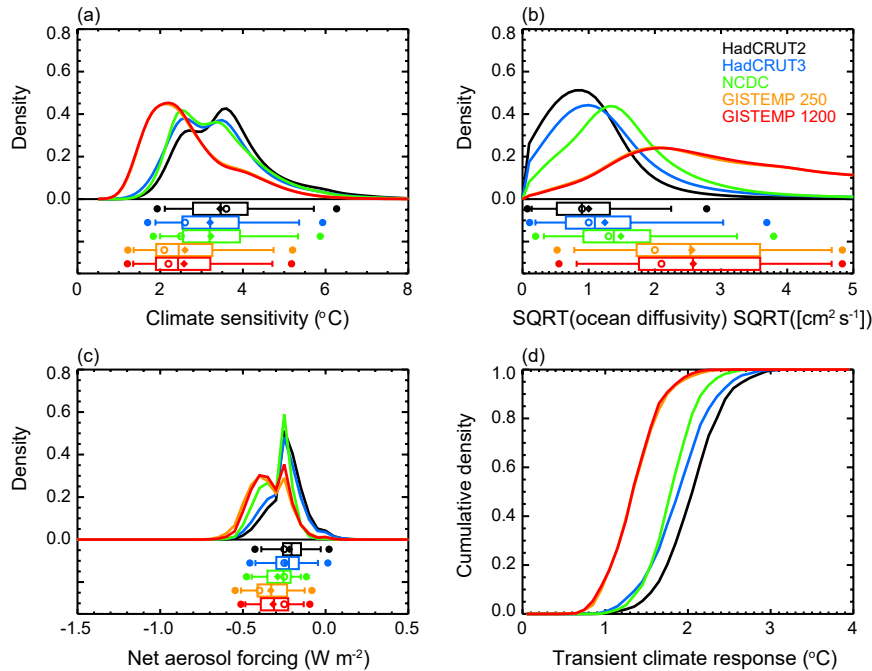 (a)
0.8
0.6
0.4
0.2
0.0
Density
0 2 4 6 8
Climate sensitivity (°C)
(b)
0.8
0.6
0.4
0.2
0.0
Density
HadCRUT2
HadCRUT3
NCDC
GISTEMP 250
GISTEMP 1200
0 1 2 3 4 5
SQRT(ocean diffusivity) SQRT([cm² s⁻¹])
(c)
0.8
0.6
0.4
0.2
0.0
Density
-1.5 -1.0 -0.5 0.0 0.5
Net aerosol forcing (W m⁻²)
(d)
1.0
0.8
0.6
0.4
0.2
0.0
Cumulative density
0 1 2 3 4
Transient climate response (°C)